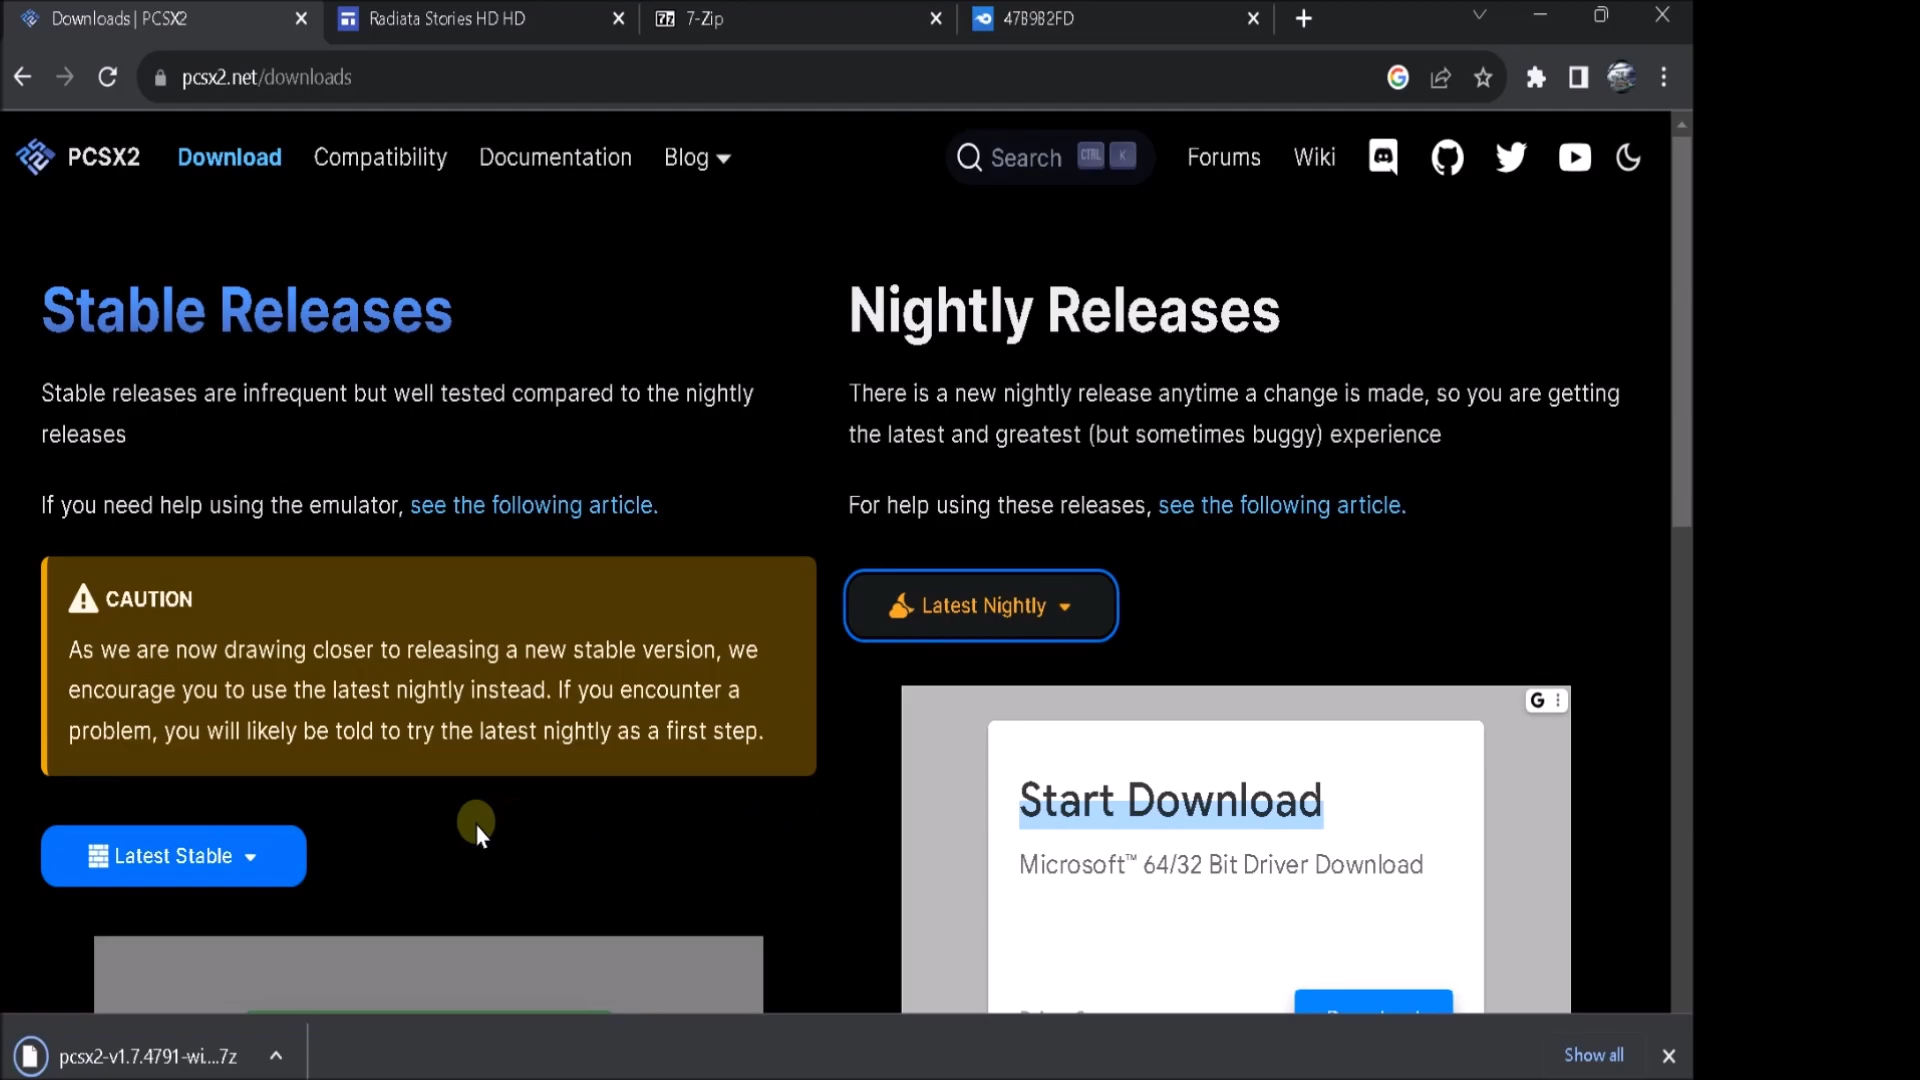 Downloads | PCSX2
Radiata Stories HD HD
7-Zip
47B9B2FD
pcsx2.net/downloads
PCSX2
Download
Compatibility
Documentation
Blog
Search CTRL K
Forums
Wiki
Stable Releases
Stable releases are infrequent but well tested compared to the nightly
releases
If you need help using the emulator, see the following article.
CAUTION
As we are now drawing closer to releasing a new stable version, we
encourage you to use the latest nightly instead. If you encounter a
problem, you will likely be told to try the latest nightly as a first step.
Latest Stable
Nightly Releases
There is a new nightly release anytime a change is made, so you are getting
the latest and greatest (but sometimes buggy) experience
For help using these releases, see the following article.
Latest Nightly
Start Download
Microsoft™ 64/32 Bit Driver Download
pcsx2-v1.7.4791-wi...7z
Show all